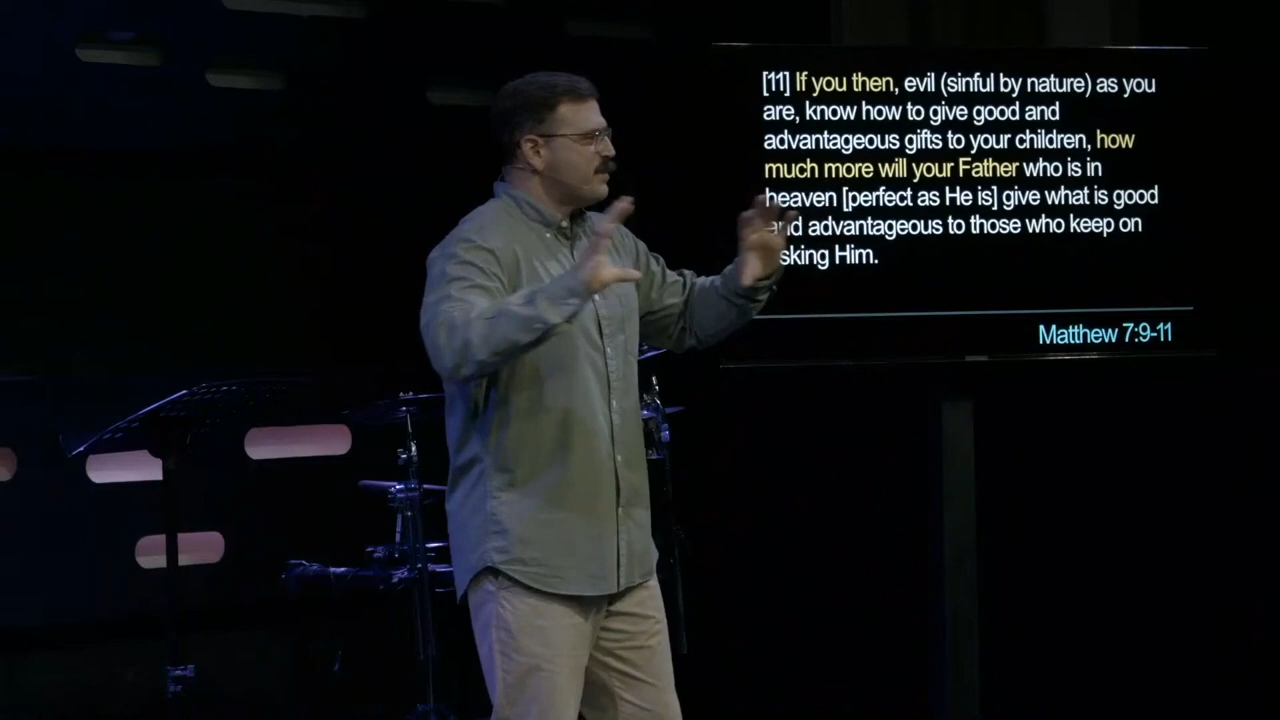 [11] If you then, evil (sinful by nature) as you
are, know how to give good and
advantageous gifts to your children, how
much more will your Father who is in
heaven [perfect as He is] give what is good
and advantageous to those who keep on
asking Him.
Matthew 7:9-11